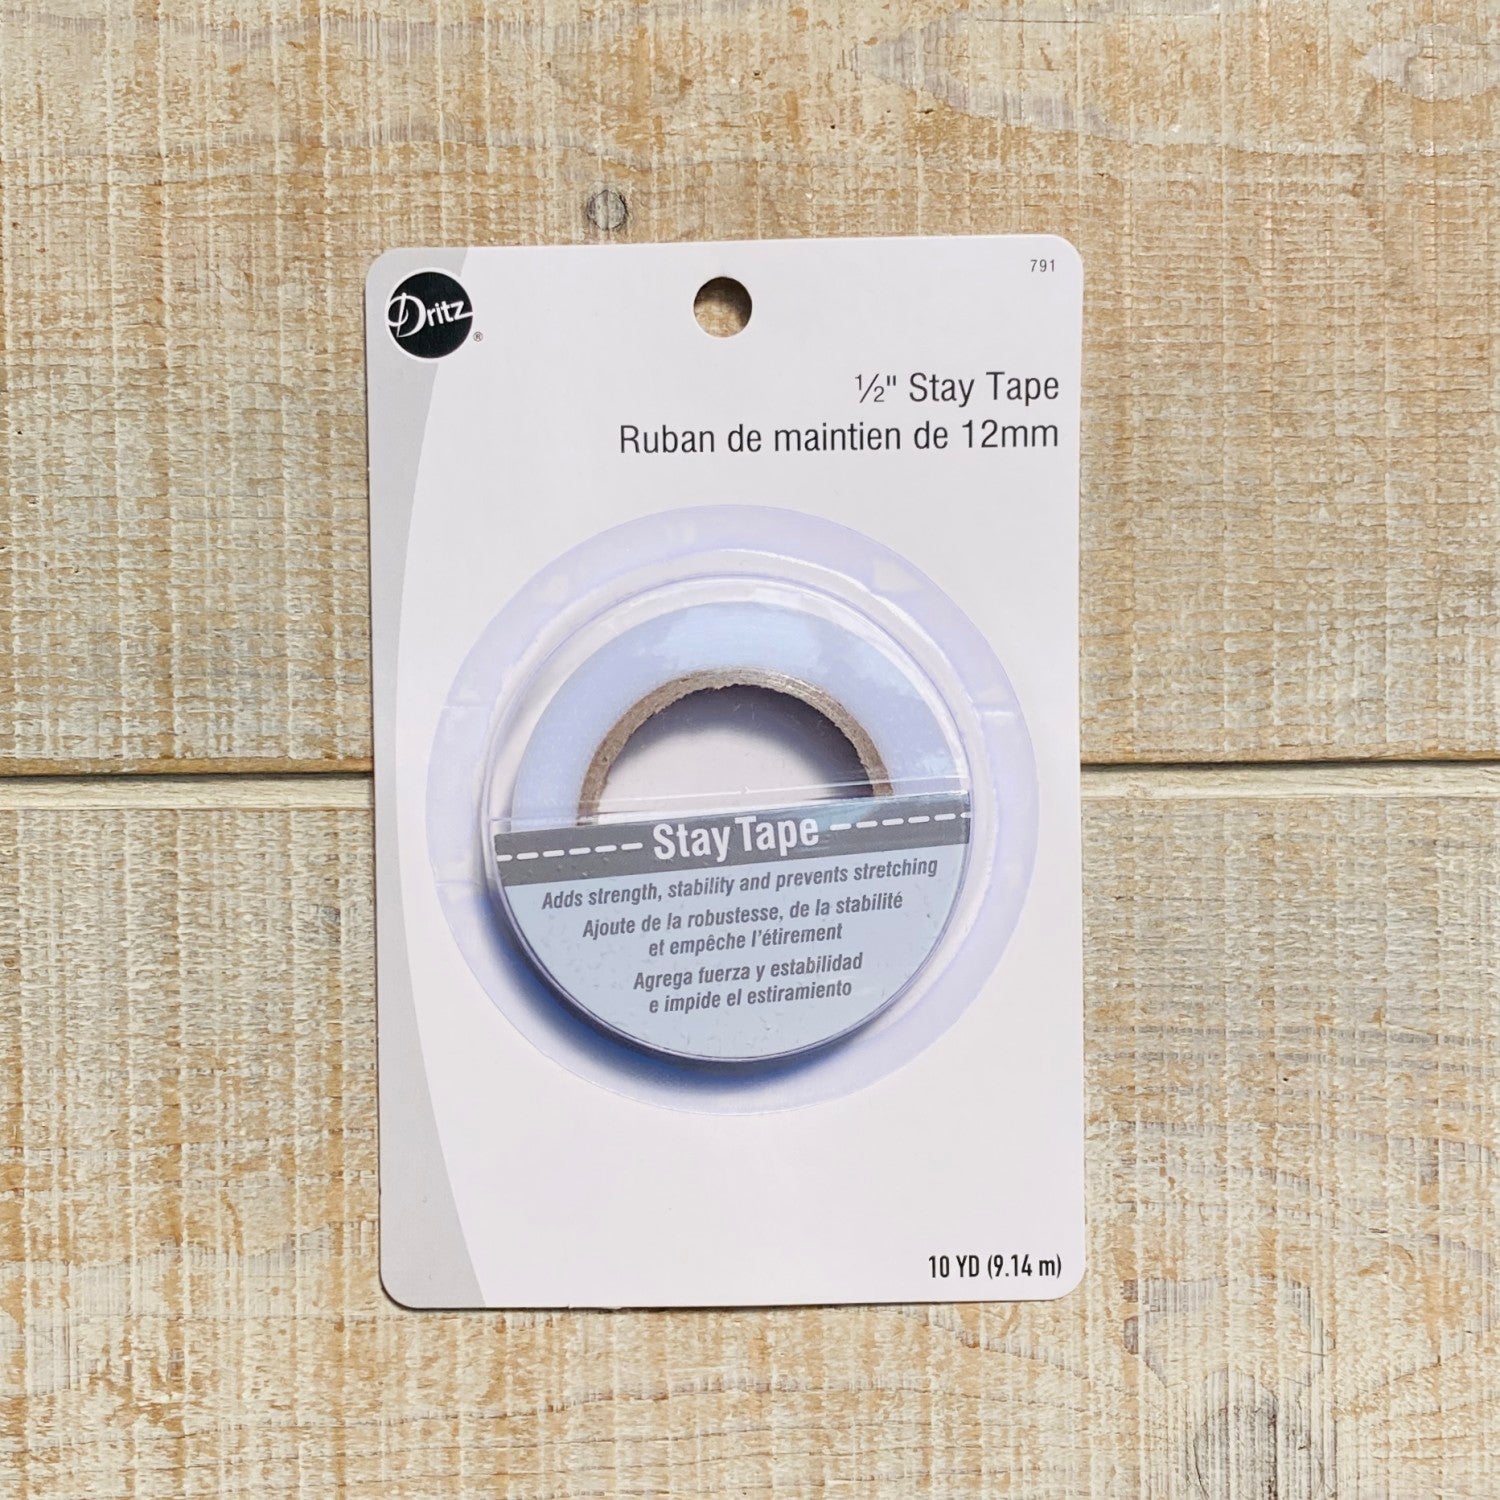 Dritz
®
791
½" Stay Tape
Ruban de maintien de 12mm
Stay Tape
Adds strength, stability and prevents stretching
Ajoute de la robustesse, de la stabilité
et empêche l'étirement
Agrega fuerza y estabilidad
e impide el estiramiento
10 YD (9.14 m)